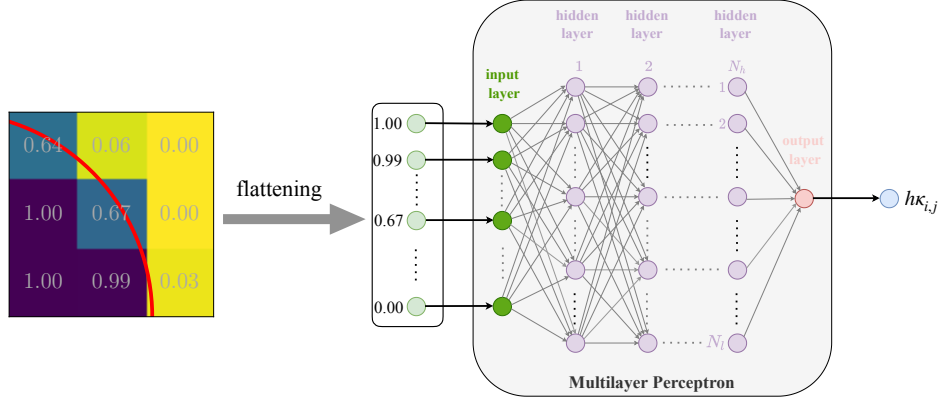 hidden layer
hidden layer
hidden layer
1
2
N_h
input layer
1
2
N_l
output layer
0.64 0.06 0.00
1.00 0.67 0.00
1.00 0.99 0.03
flattening
1.00
0.99
0.67
0.00
hκ_{i,j}
Multilayer Perceptron